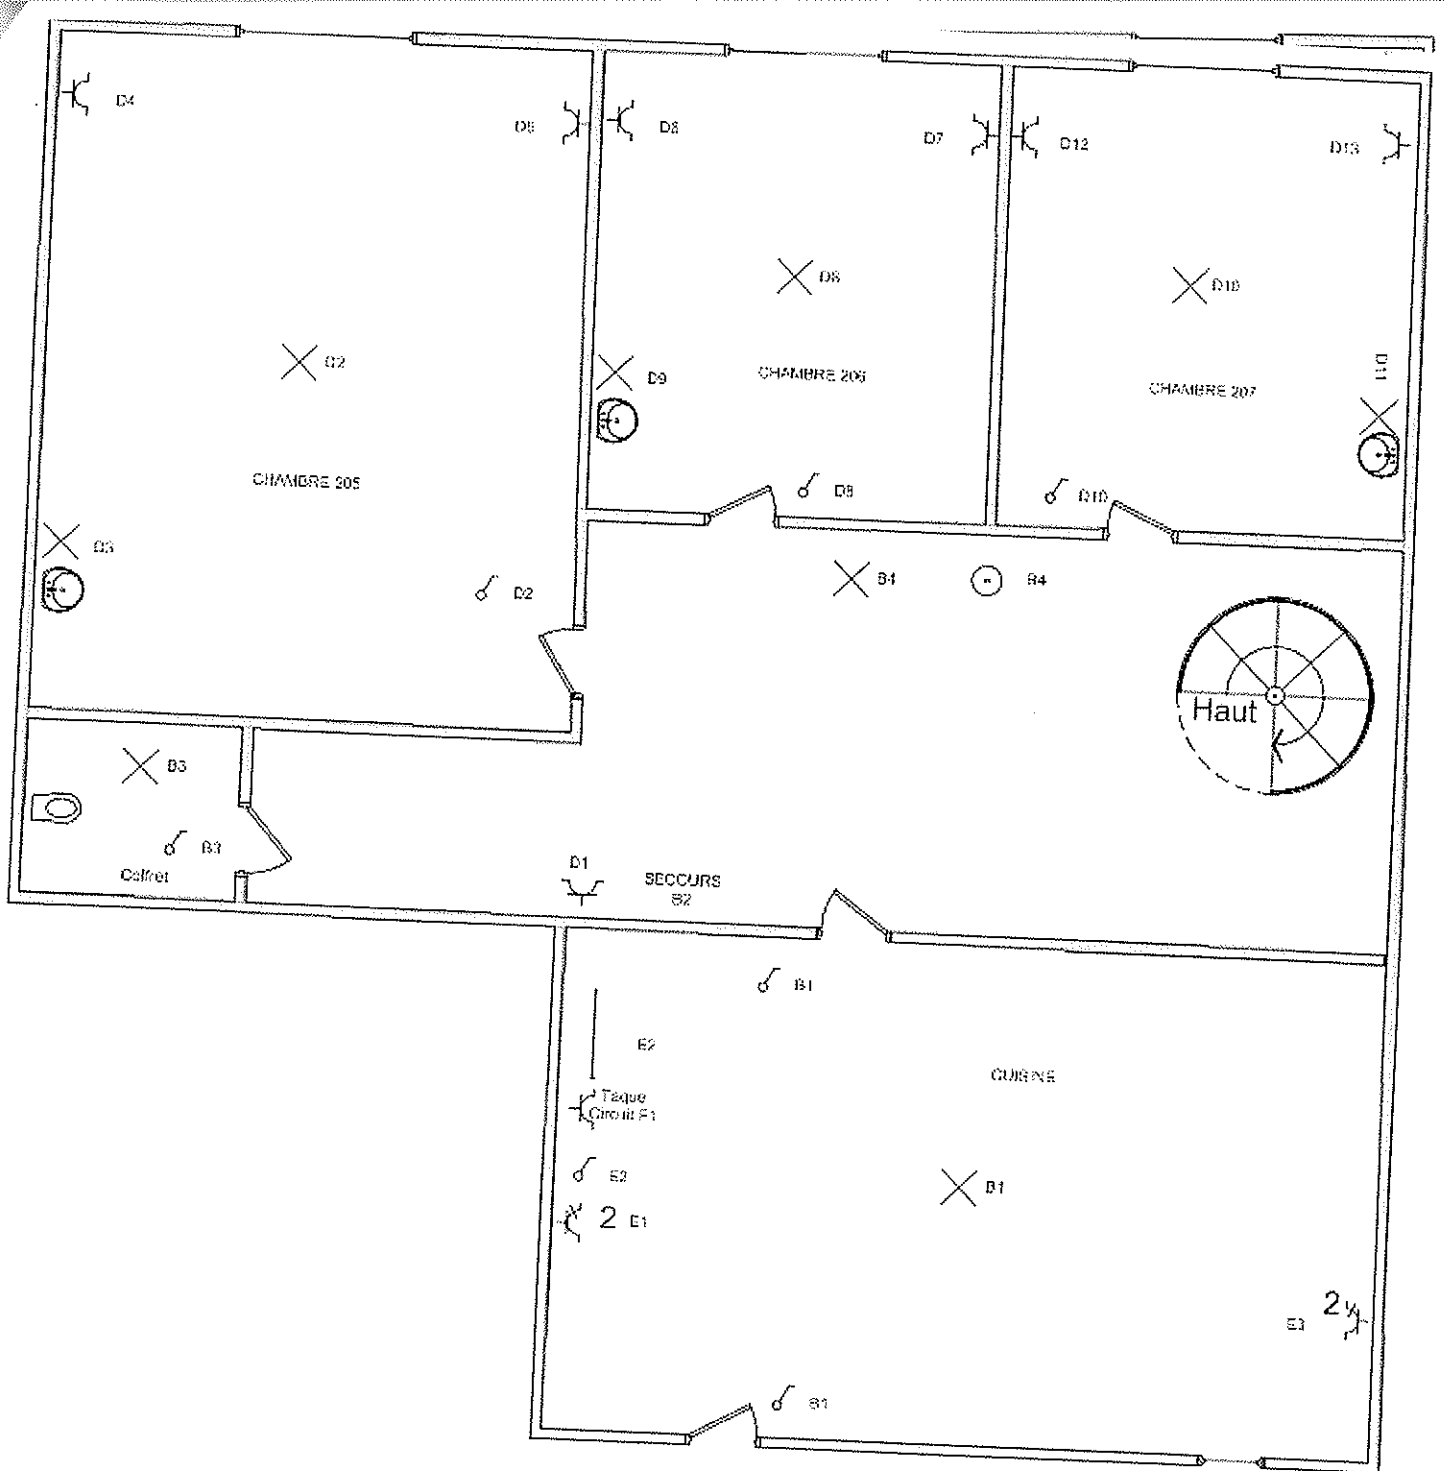 D4
D5
D6
D7
D12
D13
D8
D10
D2
D9
CHAMBRE 206
CHAMBRE 207
D11
CHAMBRE 205
D8
D10
D3
D2
B4
B4
Haut
B3
B3
Coffret
D1
SECCURS
B2
B1
E2
CUISINE
Taque
Circuit F1
E2
B1
2 E1
2
E3
B1